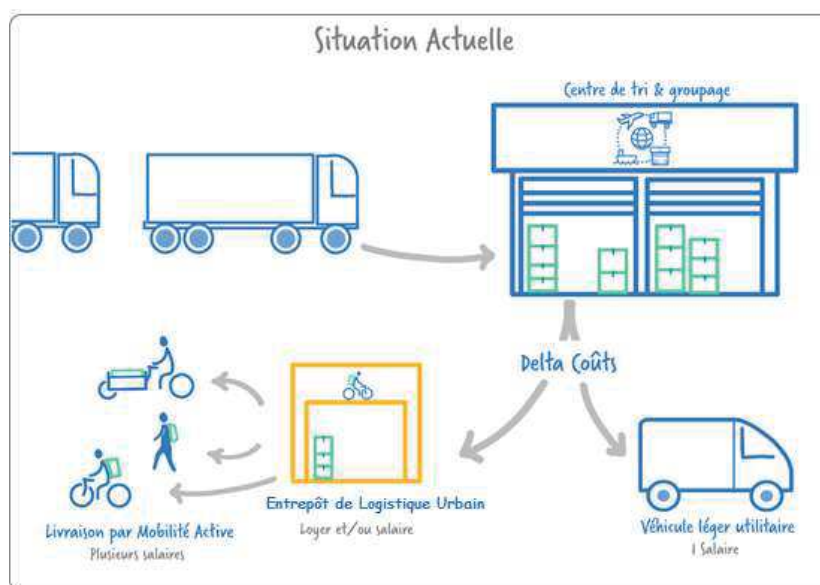 Situation Actuelle
Centre de tri & groupage
Delta Coûts
Entrepôt de Logistique Urbain
Loyer et/ou salaire
Livraison par Mobilité Active
Plusieurs salaires
Véhicule léger utilitaire
1 Salaire